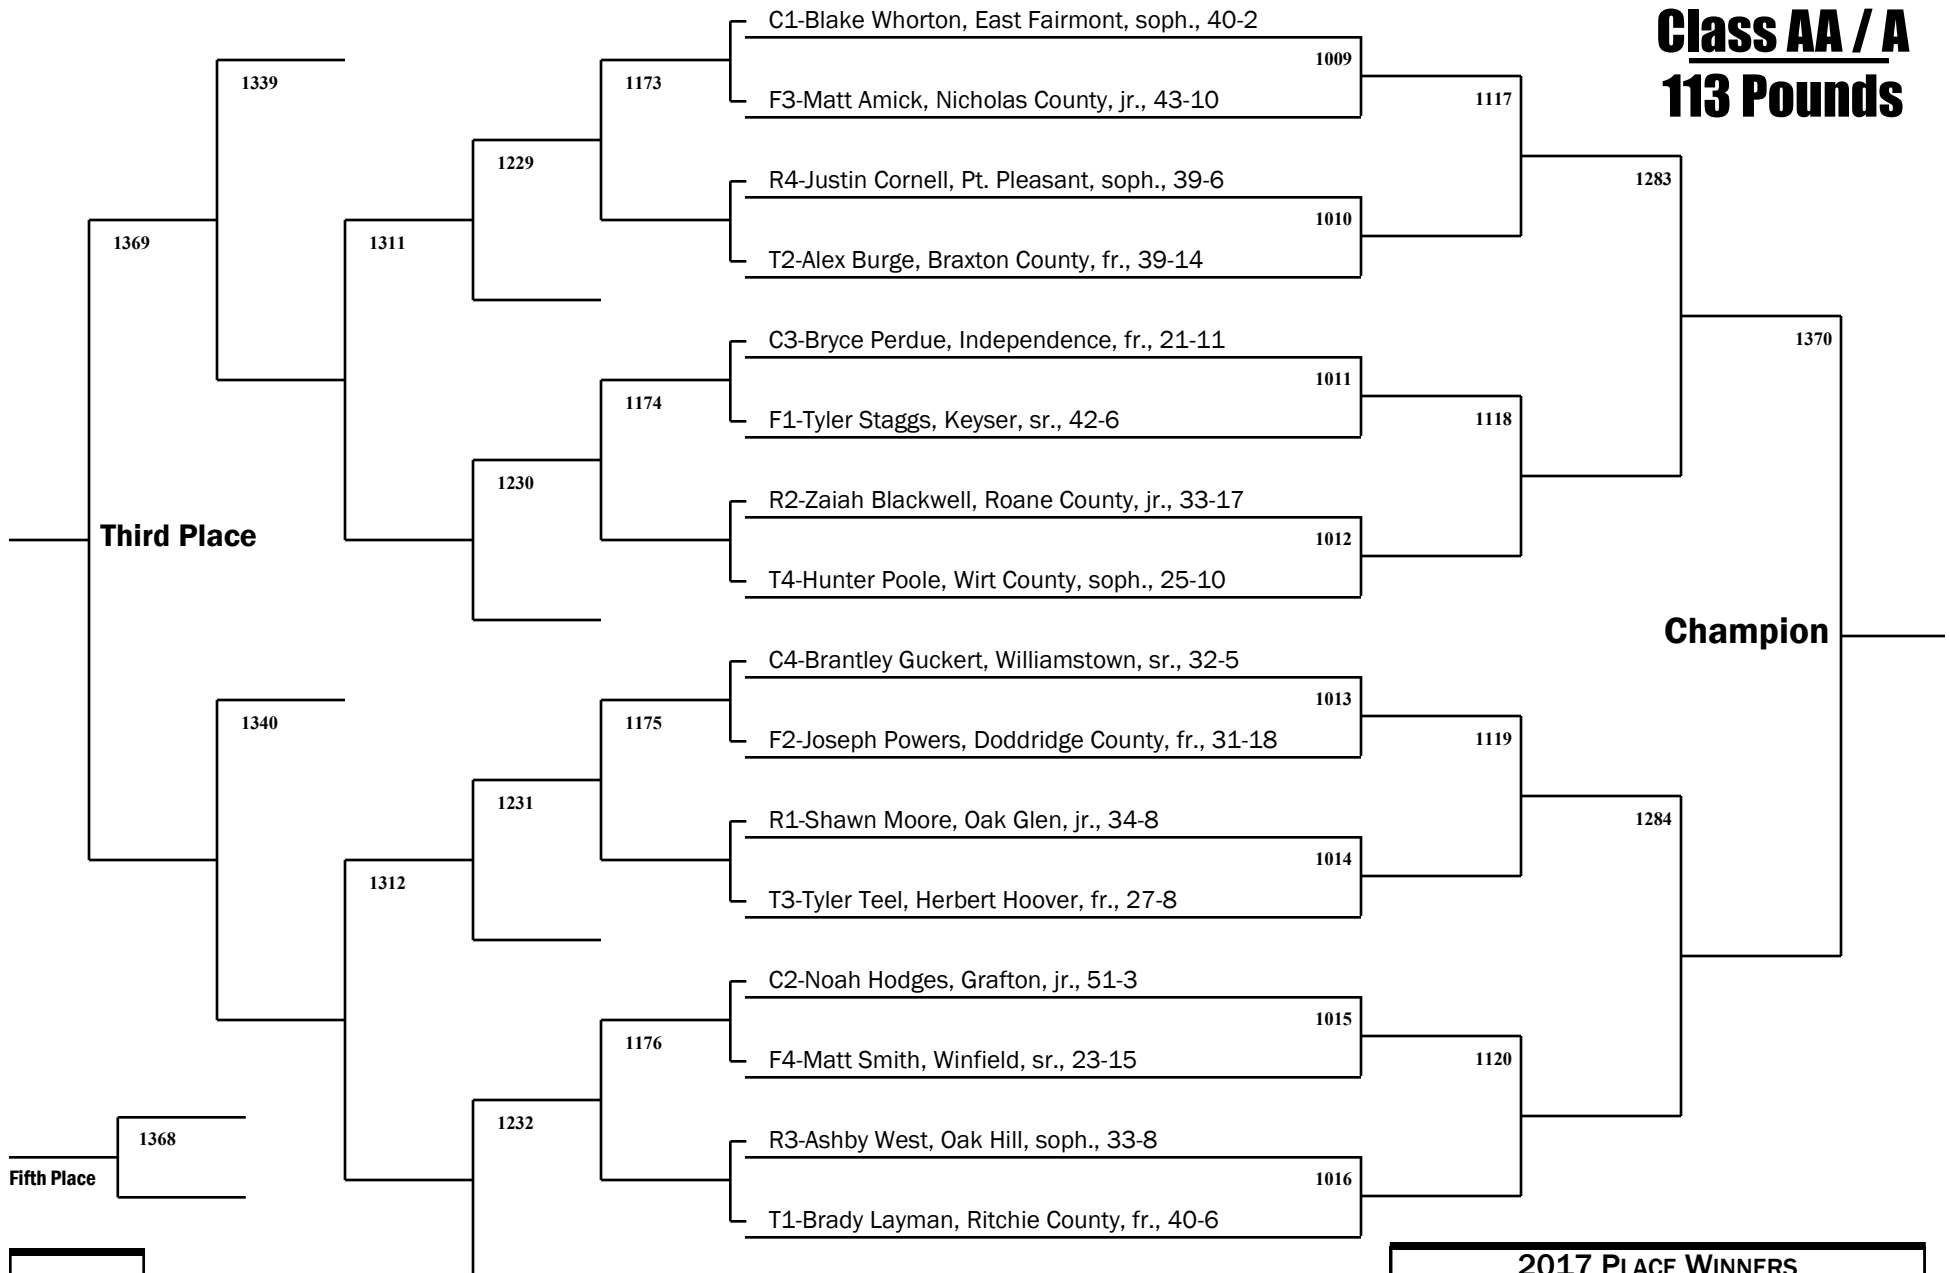 Class AA / A
113 Pounds
C1-Blake Whorton, East Fairmont, soph., 40-2
1009
F3-Matt Amick, Nicholas County, jr., 43-10
1339
1173
1117
1229
R4-Justin Cornell, Pt. Pleasant, soph., 39-6
1283
1010
1369
1311
T2-Alex Burge, Braxton County, fr., 39-14
C3-Bryce Perdue, Independence, fr., 21-11
1370
1011
1174
F1-Tyler Staggs, Keyser, sr., 42-6
1118
1230
R2-Zaiah Blackwell, Roane County, jr., 33-17
Third Place
1012
T4-Hunter Poole, Wirt County, soph., 25-10
Champion
C4-Brantley Guckert, Williamstown, sr., 32-5
1013
1340
1175
F2-Joseph Powers, Doddridge County, fr., 31-18
1119
1231
R1-Shawn Moore, Oak Glen, jr., 34-8
1284
1014
1312
T3-Tyler Teel, Herbert Hoover, fr., 27-8
C2-Noah Hodges, Grafton, jr., 51-3
1015
1176
F4-Matt Smith, Winfield, sr., 23-15
1120
1232
1368
R3-Ashby West, Oak Hill, soph., 33-8
Fifth Place
1016
T1-Brady Layman, Ritchie County, fr., 40-6
2017 PLACE WINNERS